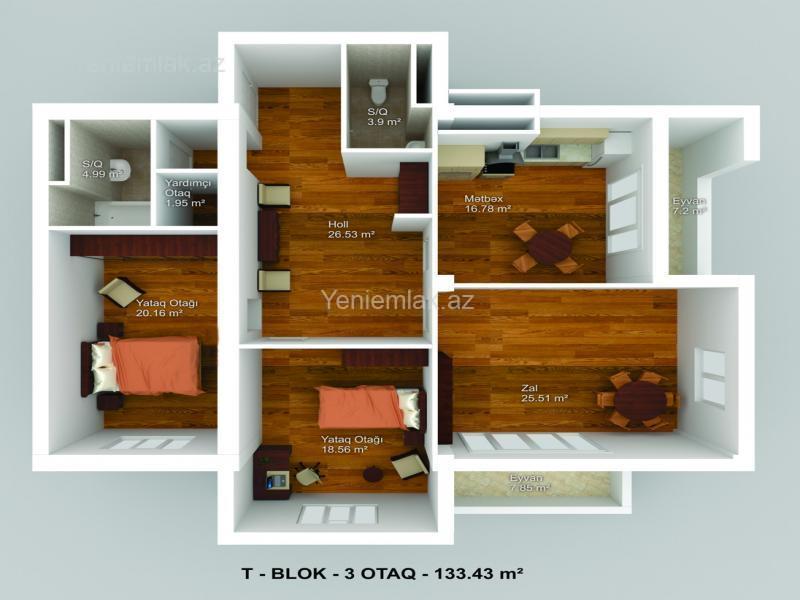 Yeniemlak.az
S/Q
3.9 m²
S/Q
4.99 m²
Yardımçı
Otaq
1.95 m²
Mətbəx
16.78 m²
Eyvan
7.2 m²
Holl
26.53 m²
Yeniemlak.az
Yataq Otağı
20.16 m²
Zal
25.51 m²
Yataq Otağı
18.56 m²
Eyvan
7.85 m²
T - BLOK - 3 OTAQ - 133.43 m²